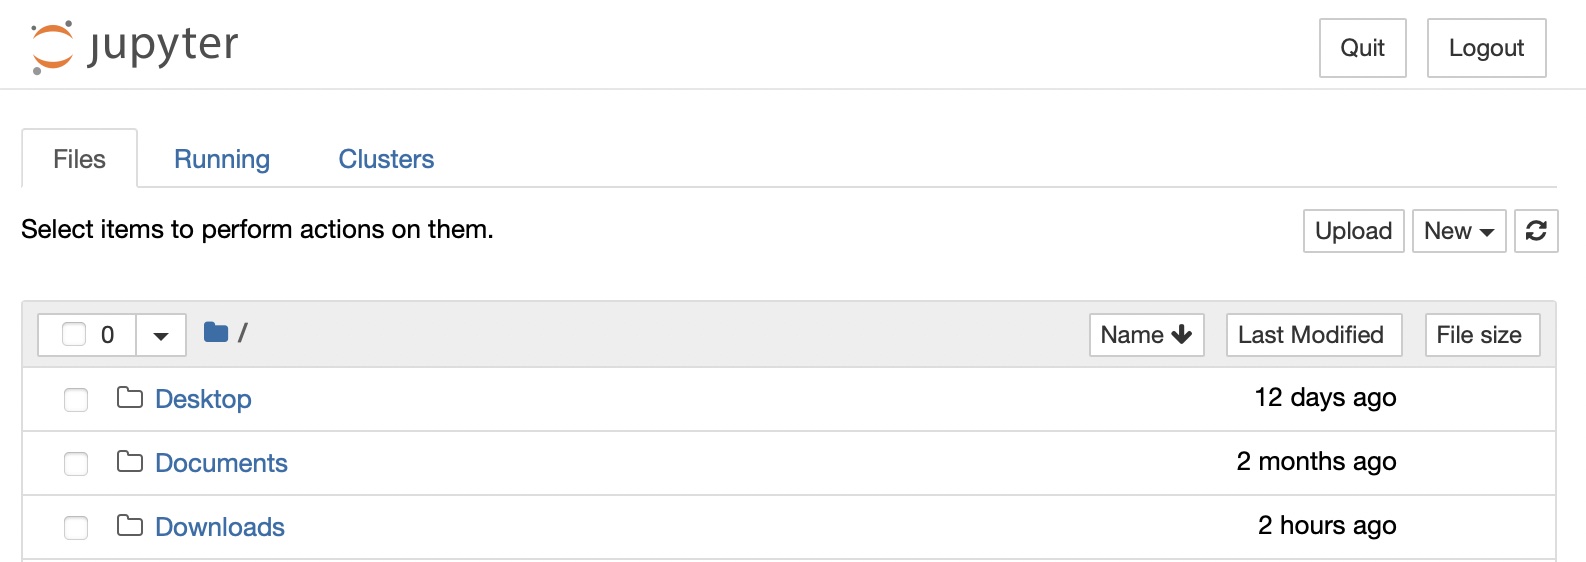 jupyter
Quit
Logout
Files
Running
Clusters
Select items to perform actions on them.
Upload
New
0
/
Name
Last Modified
File size
Desktop
12 days ago
Documents
2 months ago
Downloads
2 hours ago